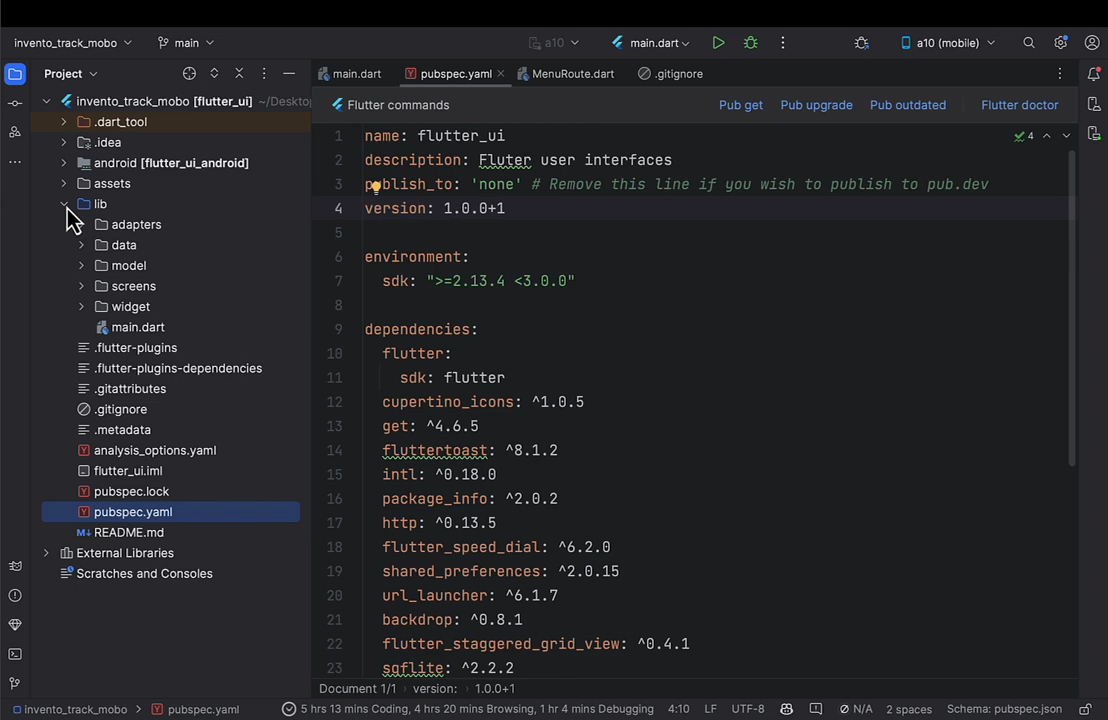 invento_track_mobo main a10 main.dart a10 (mobile)
Project main.dart pubspec.yaml MenuRoute.dart .gitignore
invento_track_mobo [flutter_ui] ~/Deskto
.dart_tool
.idea
android [flutter_ui_android]
assets
lib
adapters
data
model
screens
widget
main.dart
.flutter-plugins
.flutter-plugins-dependencies
.gitattributes
.gitignore
.metadata
analysis_options.yaml
flutter_ui.iml
pubspec.lock
pubspec.yaml
README.md
External Libraries
Scratches and Consoles
Flutter commands Pub get Pub upgrade Pub outdated Flutter doctor
1 name: flutter_ui 4
2 description: Fluter user interfaces
3 publish_to: 'none' # Remove this line if you wish to publish to pub.dev
4 version: 1.0.0+1
5
6 environment:
7 sdk: ">=2.13.4 <3.0.0"
8
9 dependencies:
10 flutter:
11 sdk: flutter
12 cupertino_icons: ^1.0.5
13 get: ^4.6.5
14 fluttertoast: ^8.1.2
15 intl: ^0.18.0
16 package_info: ^2.0.2
17 http: ^0.13.5
18 flutter_speed_dial: ^6.2.0
19 shared_preferences: ^2.0.15
20 url_launcher: ^6.1.7
21 backdrop: ^0.8.1
22 flutter_staggered_grid_view: ^0.4.1
23 sqflite: ^2.2.2
Document 1/1 › version: › 1.0.0+1
invento_track_mobo › pubspec.yaml 5 hrs 13 mins Coding, 4 hrs 20 mins Browsing, 1 hr 4 mins Debugging 4:10 LF UTF-8 N/A 2 spaces Schema: pubspec.json